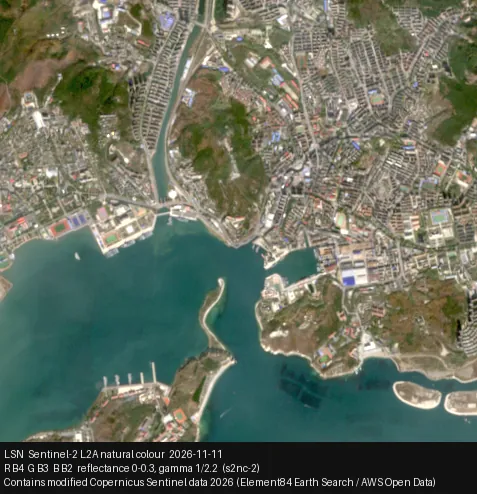 LSN Sentinel-2 L2A natural colour 2026-11-11
R B4 G B3 B B2 reflectance 0-0.3, gamma 1/2.2 (s2nc-2)
Contains modified Copernicus Sentinel data 2026 (Element84 Earth Search / AWS Open Data)